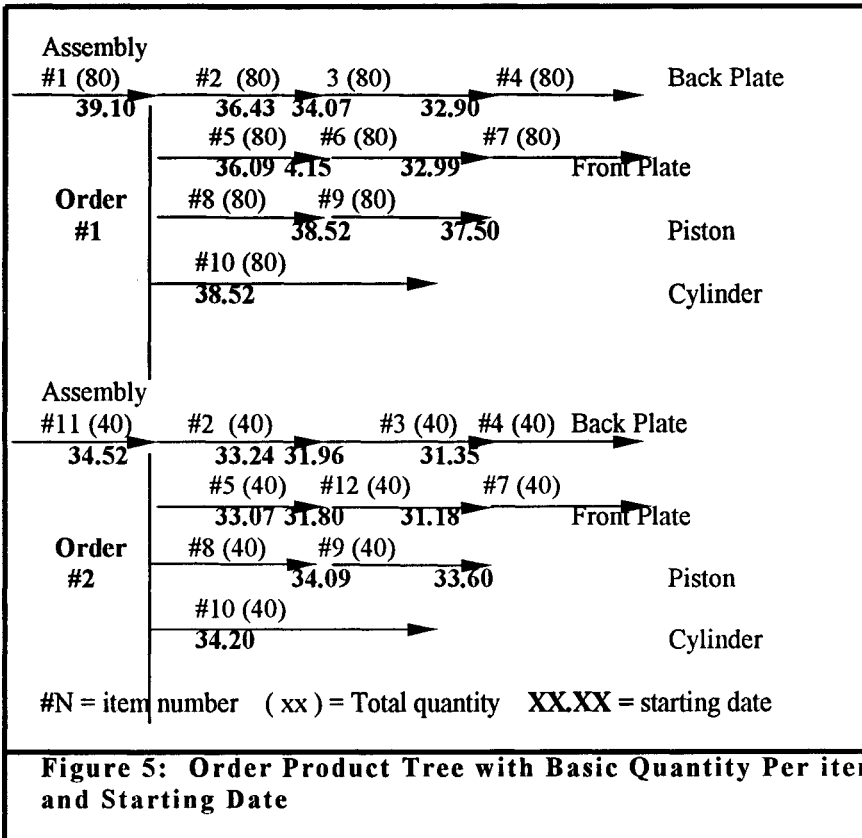 Assembly
#1 (80) #2 (80) 3 (80) #4 (80) Back Plate
39.10 36.43 34.07 32.90
#5 (80) #6 (80) #7 (80)
36.09 4.15 32.99 Front Plate
Order #8 (80) #9 (80)
#1 38.52 37.50 Piston
#10 (80)
38.52 Cylinder
Assembly
#11 (40) #2 (40) #3 (40) #4 (40) Back Plate
34.52 33.24 31.96 31.35
#5 (40) #12 (40) #7 (40)
33.07 31.80 31.18 Front Plate
Order #8 (40) #9 (40)
#2 34.09 33.60 Piston
#10 (40)
34.20 Cylinder
#N = item number ( xx ) = Total quantity XX.XX = starting date
Figure 5: Order Product Tree with Basic Quantity Per iter
and Starting Date